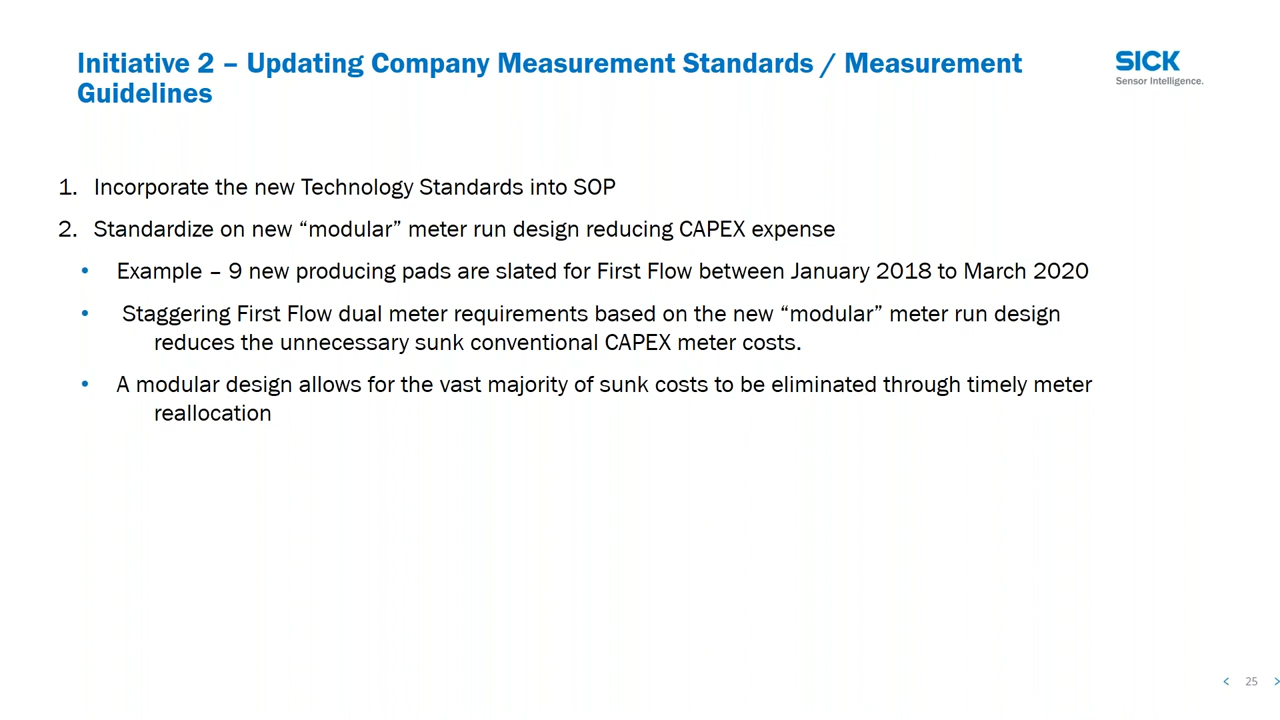 Initiative 2 – Updating Company Measurement Standards / Measurement
Guidelines
SICK
Sensor Intelligence.
1. Incorporate the new Technology Standards into SOP
2. Standardize on new “modular” meter run design reducing CAPEX expense
• Example – 9 new producing pads are slated for First Flow between January 2018 to March 2020
• Staggering First Flow dual meter requirements based on the new “modular” meter run design
reduces the unnecessary sunk conventional CAPEX meter costs.
• A modular design allows for the vast majority of sunk costs to be eliminated through timely meter
reallocation
< 25 >